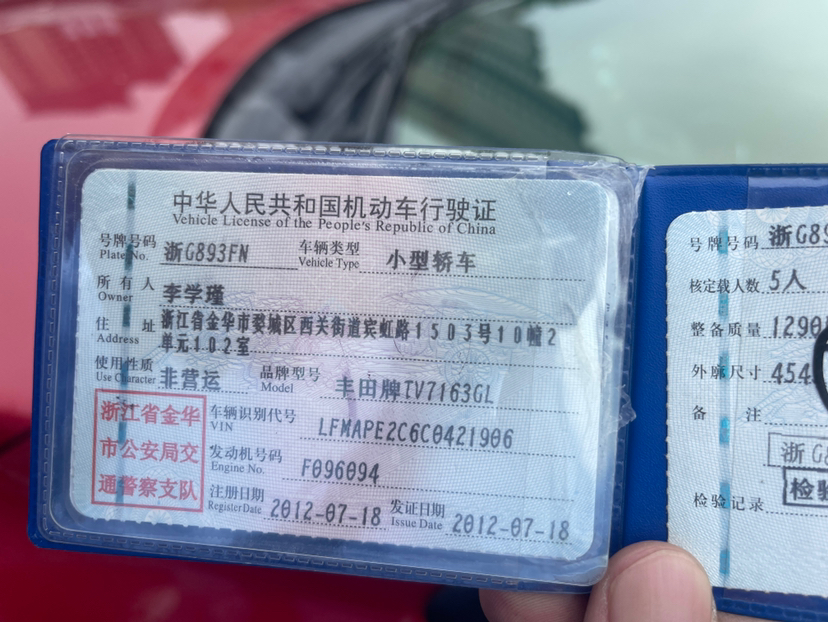 中华人民共和国机动车行驶证
Vehicle License of the People's Republic of China
号牌号码 浙G893FN 车辆类型 小型轿车
Plate No. Vehicle Type
所有人 李学瑾
Owner
住址 浙江省金华市婺城区西关街道宾虹路1503号10幢2
Address 单元102室
使用性质 非营运 品牌型号 丰田牌TV7163GL
Use Character Model
浙江省金华
市公安局交
通警察支队
车辆识别代号 LFMAPE2C6C0421906
VIN
发动机号码 F096094
Engine No.
注册日期 2012-07-18 发证日期 2012-07-18
Register Date Issue Date
号牌号码 浙G89
核定载人数 5人
整备质量 1290
外廓尺寸 454
备注
浙G8
检验记录 检验